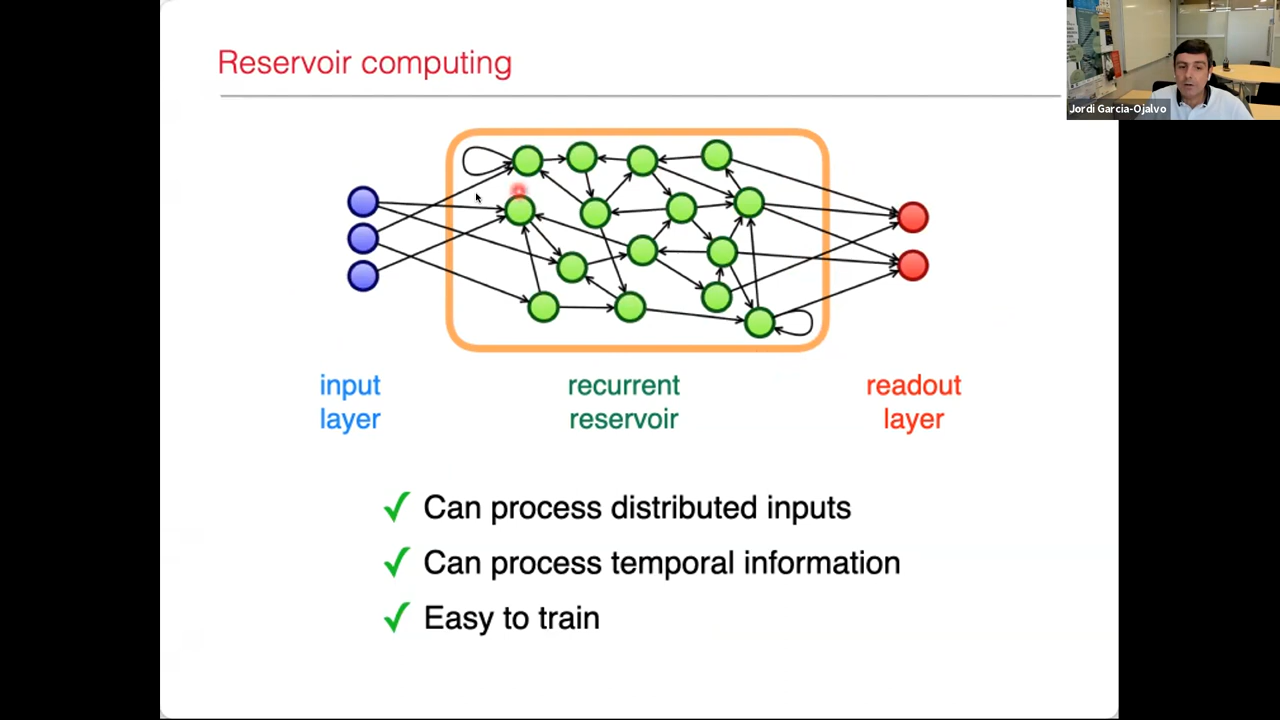 Reservoir computing
Jordi Garcia-Ojalvo
input
layer
recurrent
reservoir
readout
layer
✓ Can process distributed inputs
✓ Can process temporal information
✓ Easy to train